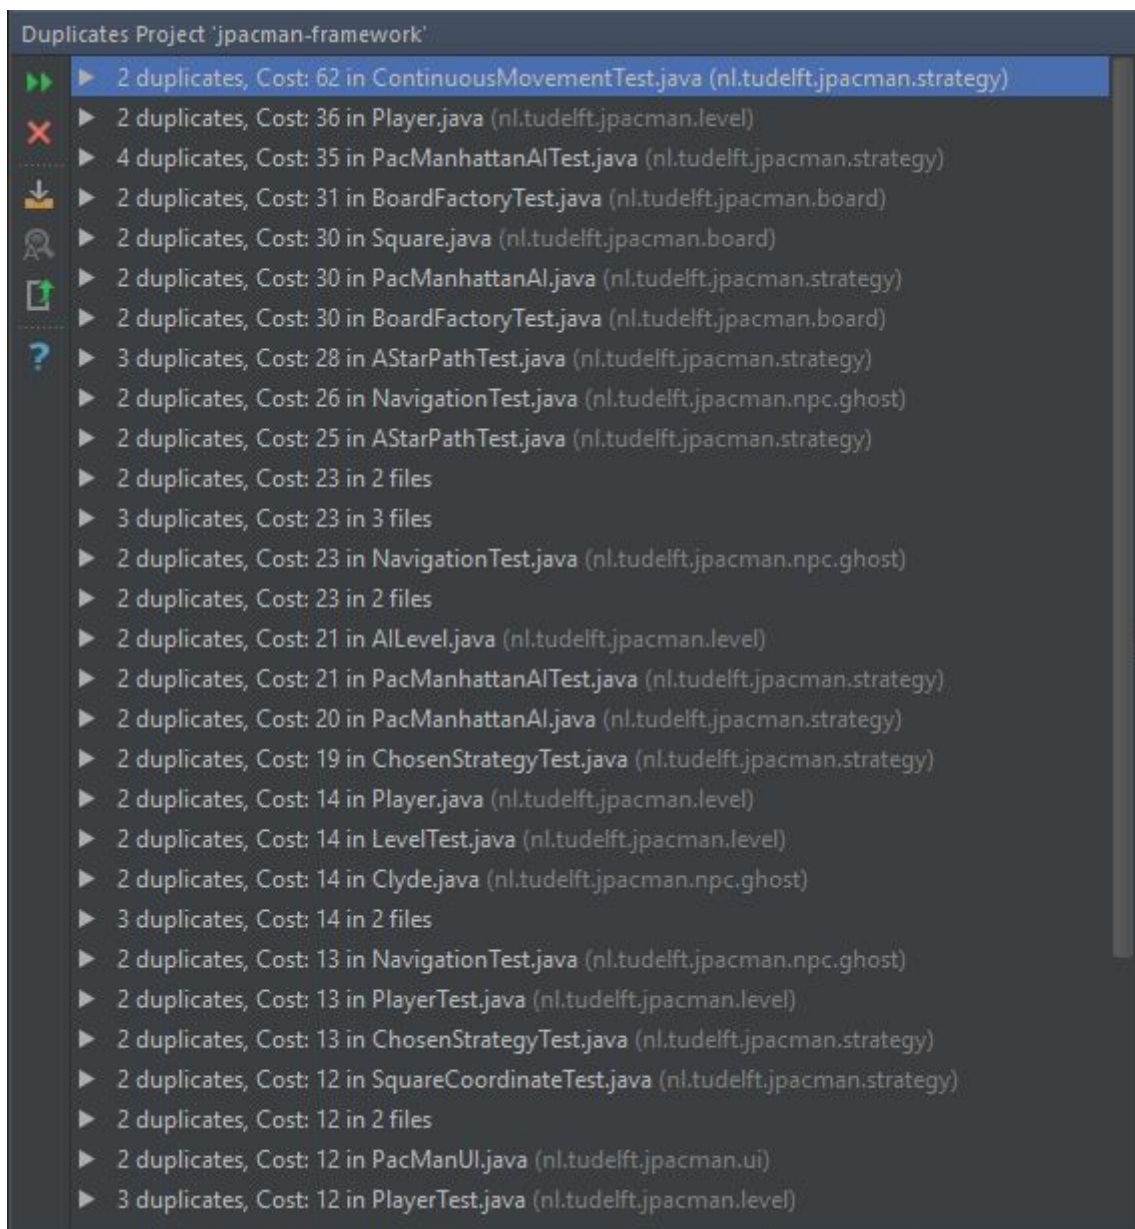 Duplicates Project 'jpacman-framework'
2 duplicates, Cost: 62 in ContinuousMovementTest.java (nl.tudelft.jpacman.strategy)
2 duplicates, Cost: 36 in Player.java (nl.tudelft.jpacman.level)
4 duplicates, Cost: 35 in PacManhattanAITest.java (nl.tudelft.jpacman.strategy)
2 duplicates, Cost: 31 in BoardFactoryTest.java (nl.tudelft.jpacman.board)
2 duplicates, Cost: 30 in Square.java (nl.tudelft.jpacman.board)
2 duplicates, Cost: 30 in PacManhattanAI.java (nl.tudelft.jpacman.strategy)
2 duplicates, Cost: 30 in BoardFactoryTest.java (nl.tudelft.jpacman.board)
3 duplicates, Cost: 28 in AStarPathTest.java (nl.tudelft.jpacman.strategy)
2 duplicates, Cost: 26 in NavigationTest.java (nl.tudelft.jpacman.npc.ghost)
2 duplicates, Cost: 25 in AStarPathTest.java (nl.tudelft.jpacman.strategy)
2 duplicates, Cost: 23 in 2 files
3 duplicates, Cost: 23 in 3 files
2 duplicates, Cost: 23 in NavigationTest.java (nl.tudelft.jpacman.npc.ghost)
2 duplicates, Cost: 23 in 2 files
2 duplicates, Cost: 21 in AILevel.java (nl.tudelft.jpacman.level)
2 duplicates, Cost: 21 in PacManhattanAITest.java (nl.tudelft.jpacman.strategy)
2 duplicates, Cost: 20 in PacManhattanAI.java (nl.tudelft.jpacman.strategy)
2 duplicates, Cost: 19 in ChosenStrategyTest.java (nl.tudelft.jpacman.strategy)
2 duplicates, Cost: 14 in Player.java (nl.tudelft.jpacman.level)
2 duplicates, Cost: 14 in LevelTest.java (nl.tudelft.jpacman.level)
2 duplicates, Cost: 14 in Clyde.java (nl.tudelft.jpacman.npc.ghost)
3 duplicates, Cost: 14 in 2 files
2 duplicates, Cost: 13 in NavigationTest.java (nl.tudelft.jpacman.npc.ghost)
2 duplicates, Cost: 13 in PlayerTest.java (nl.tudelft.jpacman.level)
2 duplicates, Cost: 13 in ChosenStrategyTest.java (nl.tudelft.jpacman.strategy)
2 duplicates, Cost: 12 in SquareCoordinateTest.java (nl.tudelft.jpacman.strategy)
2 duplicates, Cost: 12 in 2 files
2 duplicates, Cost: 12 in PacManUI.java (nl.tudelft.jpacman.ui)
3 duplicates, Cost: 12 in PlayerTest.java (nl.tudelft.jpacman.level)